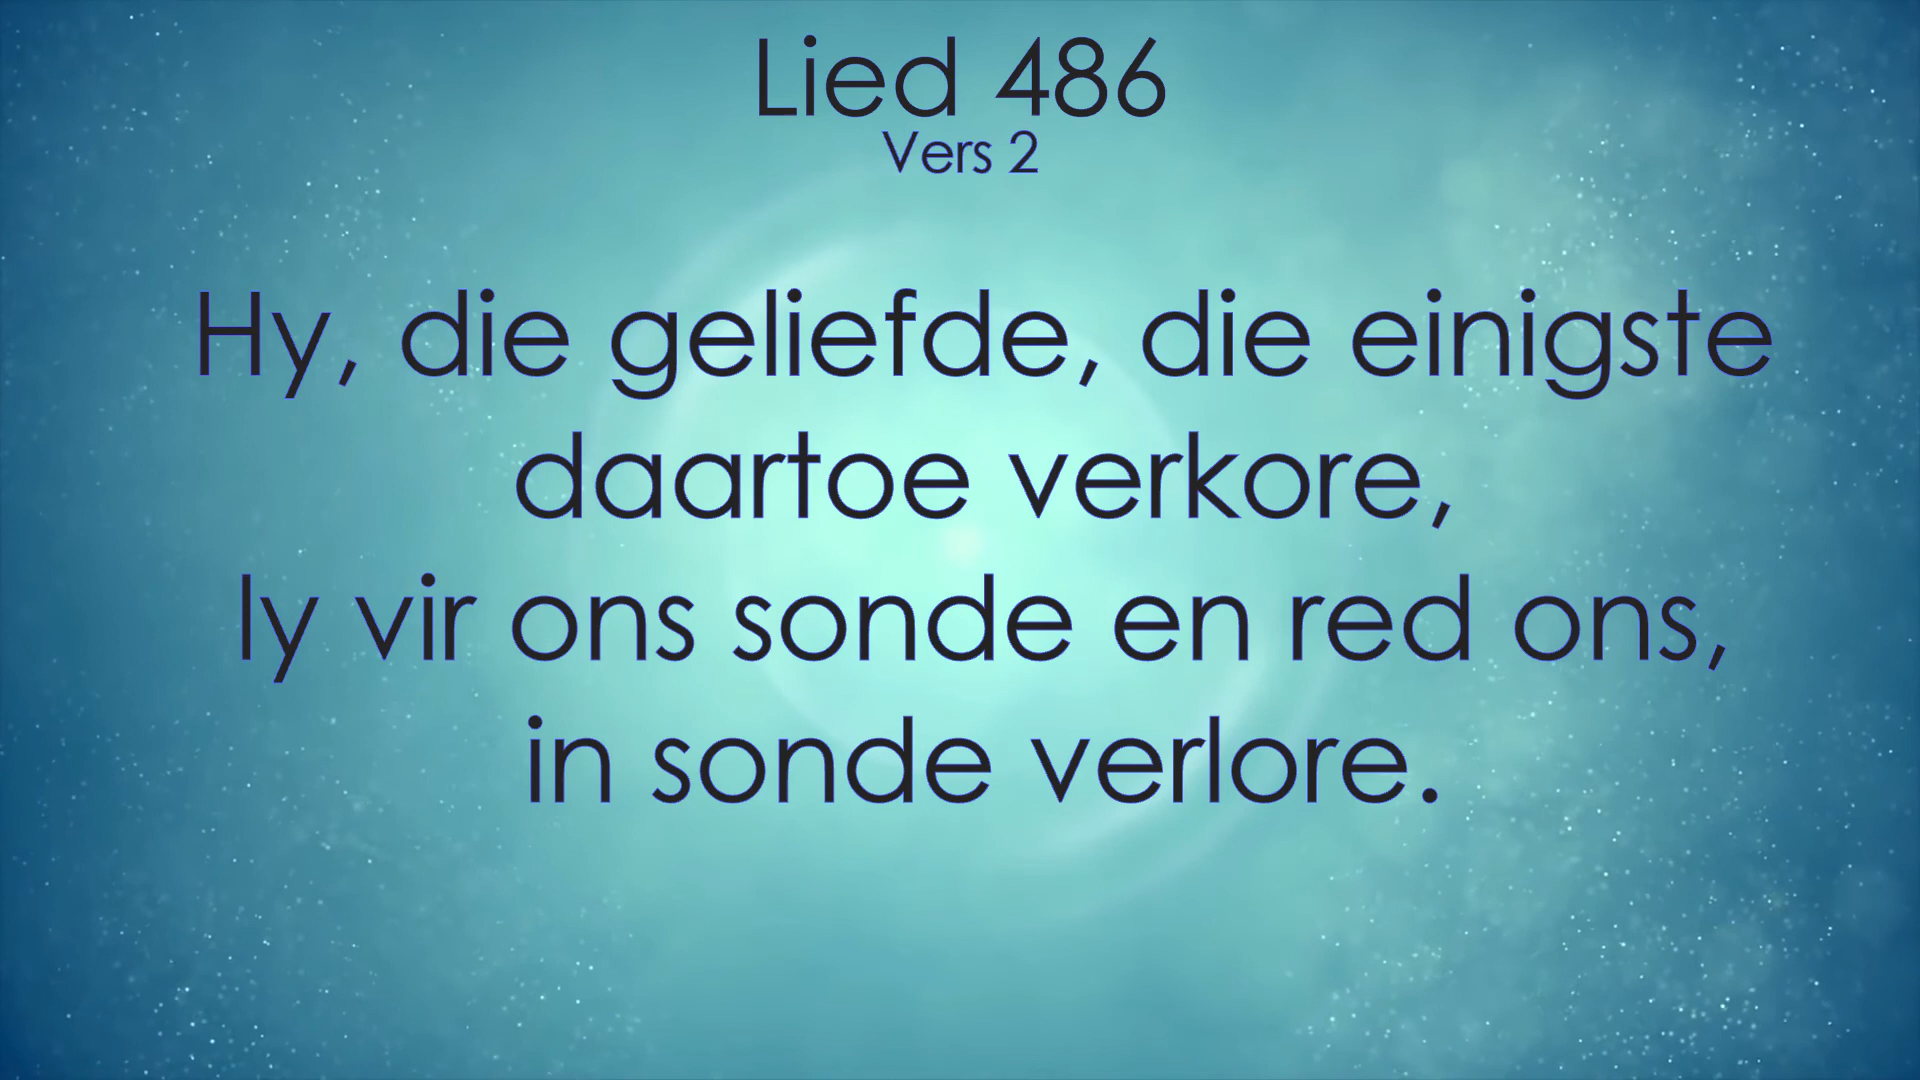 Lied 486
Vers 2
Hy, die geliefde, die einigste
daartoe verkore,
ly vir ons sonde en red ons,
in sonde verlore.